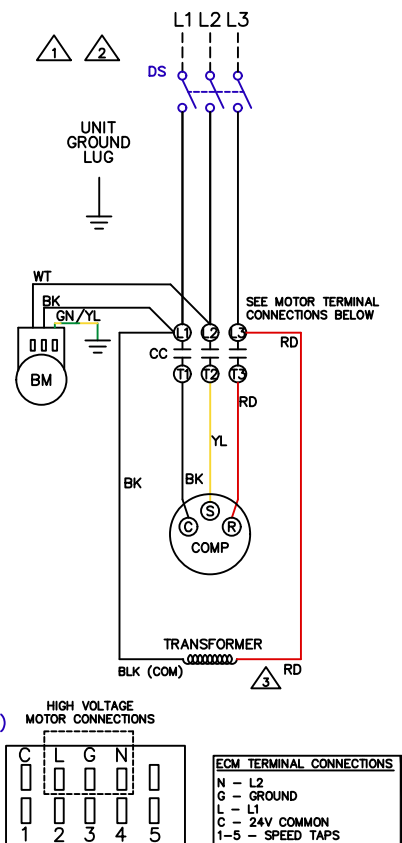 L1 L2 L3
1 2
DS
UNIT
GROUND
LUG
WT
BK
GN/YL
SEE MOTOR TERMINAL
CONNECTIONS BELOW
L1 L2 L3
RD
CC
BM
T1 T2 T3
RD
YL
BK
BK
S
C R
COMP
TRANSFORMER
BLK (COM)
3
RD
HIGH VOLTAGE
MOTOR CONNECTIONS
)
C L G N
1 2 3 4 5
ECM TERMINAL CONNECTIONS
N - L2
G - GROUND
L - L1
C - 24V COMMON
1-5 - SPEED TAPS